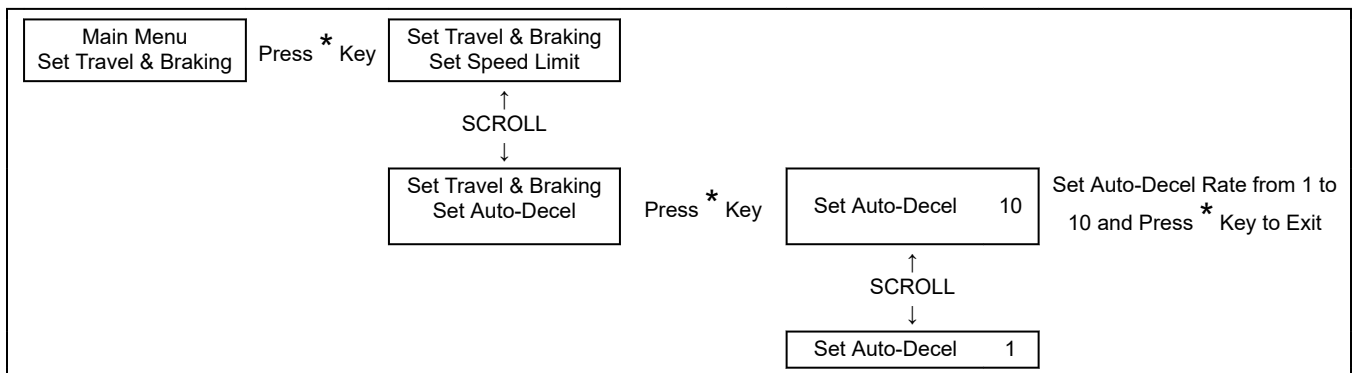 Main Menu
Set Travel & Braking
Press * Key
Set Travel & Braking
Set Speed Limit
↑
SCROLL
↓
Set Travel & Braking
Set Auto-Decel
Press * Key
Set Auto-Decel 10
Set Auto-Decel Rate from 1 to
10 and Press * Key to Exit
↑
SCROLL
↓
Set Auto-Decel 1